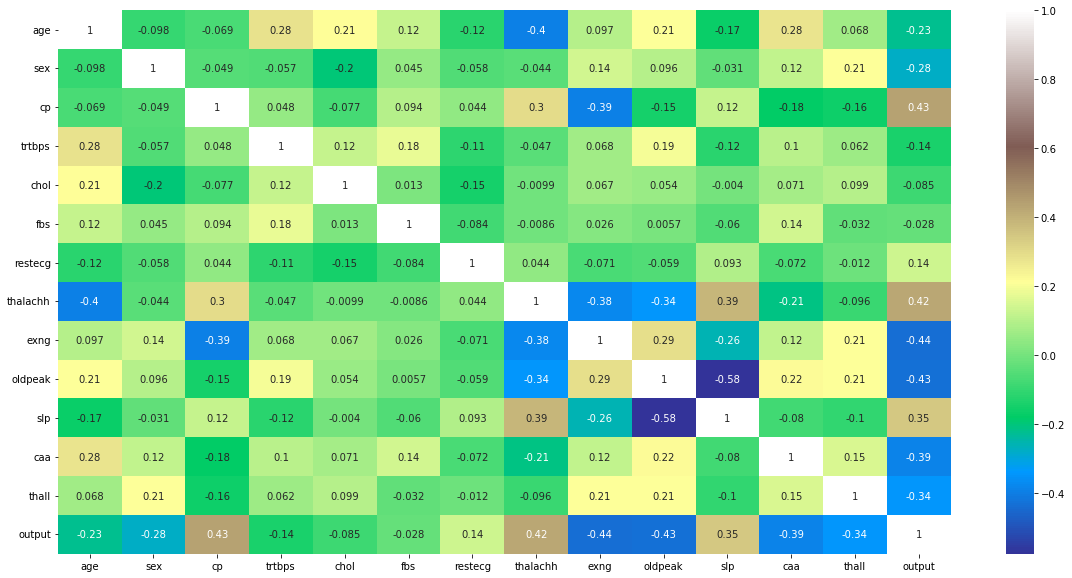 age 1 -0.098 -0.069 0.28 0.21 0.12 -0.12 -0.4 0.097 0.21 -0.17 0.28 0.068 -0.23
sex -0.098 1 -0.049 -0.057 -0.2 0.045 -0.058 -0.044 0.14 0.096 -0.031 0.12 0.21 -0.28
cp -0.069 -0.049 1 0.048 -0.077 0.094 0.044 0.3 -0.39 -0.15 0.12 -0.18 -0.16 0.43
trtbps 0.28 -0.057 0.048 1 0.12 0.18 -0.11 -0.047 0.068 0.19 -0.12 0.1 0.062 -0.14
chol 0.21 -0.2 -0.077 0.12 1 0.013 -0.15 -0.0099 0.067 0.054 -0.004 0.071 0.099 -0.085
fbs 0.12 0.045 0.094 0.18 0.013 1 -0.084 -0.0086 0.026 0.0057 -0.06 0.14 -0.032 -0.028
restecg -0.12 -0.058 0.044 -0.11 -0.15 -0.084 1 0.044 -0.071 -0.059 0.093 -0.072 -0.012 0.14
thalachh -0.4 -0.044 0.3 -0.047 -0.0099 -0.0086 0.044 1 -0.38 -0.34 0.39 -0.21 -0.096 0.42
exng 0.097 0.14 -0.39 0.068 0.067 0.026 -0.071 -0.38 1 0.29 -0.26 0.12 0.21 -0.44
oldpeak 0.21 0.096 -0.15 0.19 0.054 0.0057 -0.059 -0.34 0.29 1 -0.58 0.22 0.21 -0.43
slp -0.17 -0.031 0.12 -0.12 -0.004 -0.06 0.093 0.39 -0.26 -0.58 1 -0.08 -0.1 0.35
caa 0.28 0.12 -0.18 0.1 0.071 0.14 -0.072 -0.21 0.12 0.22 -0.08 1 0.15 -0.39
thall 0.068 0.21 -0.16 0.062 0.099 -0.032 -0.012 -0.096 0.21 0.21 -0.1 0.15 1 -0.34
output -0.23 -0.28 0.43 -0.14 -0.085 -0.028 0.14 0.42 -0.44 -0.43 0.35 -0.39 -0.34 1
age sex cp trtbps chol fbs restecg thalachh exng oldpeak slp caa thall output
1.0
0.8
0.6
0.4
0.2
0.0
−0.2
−0.4